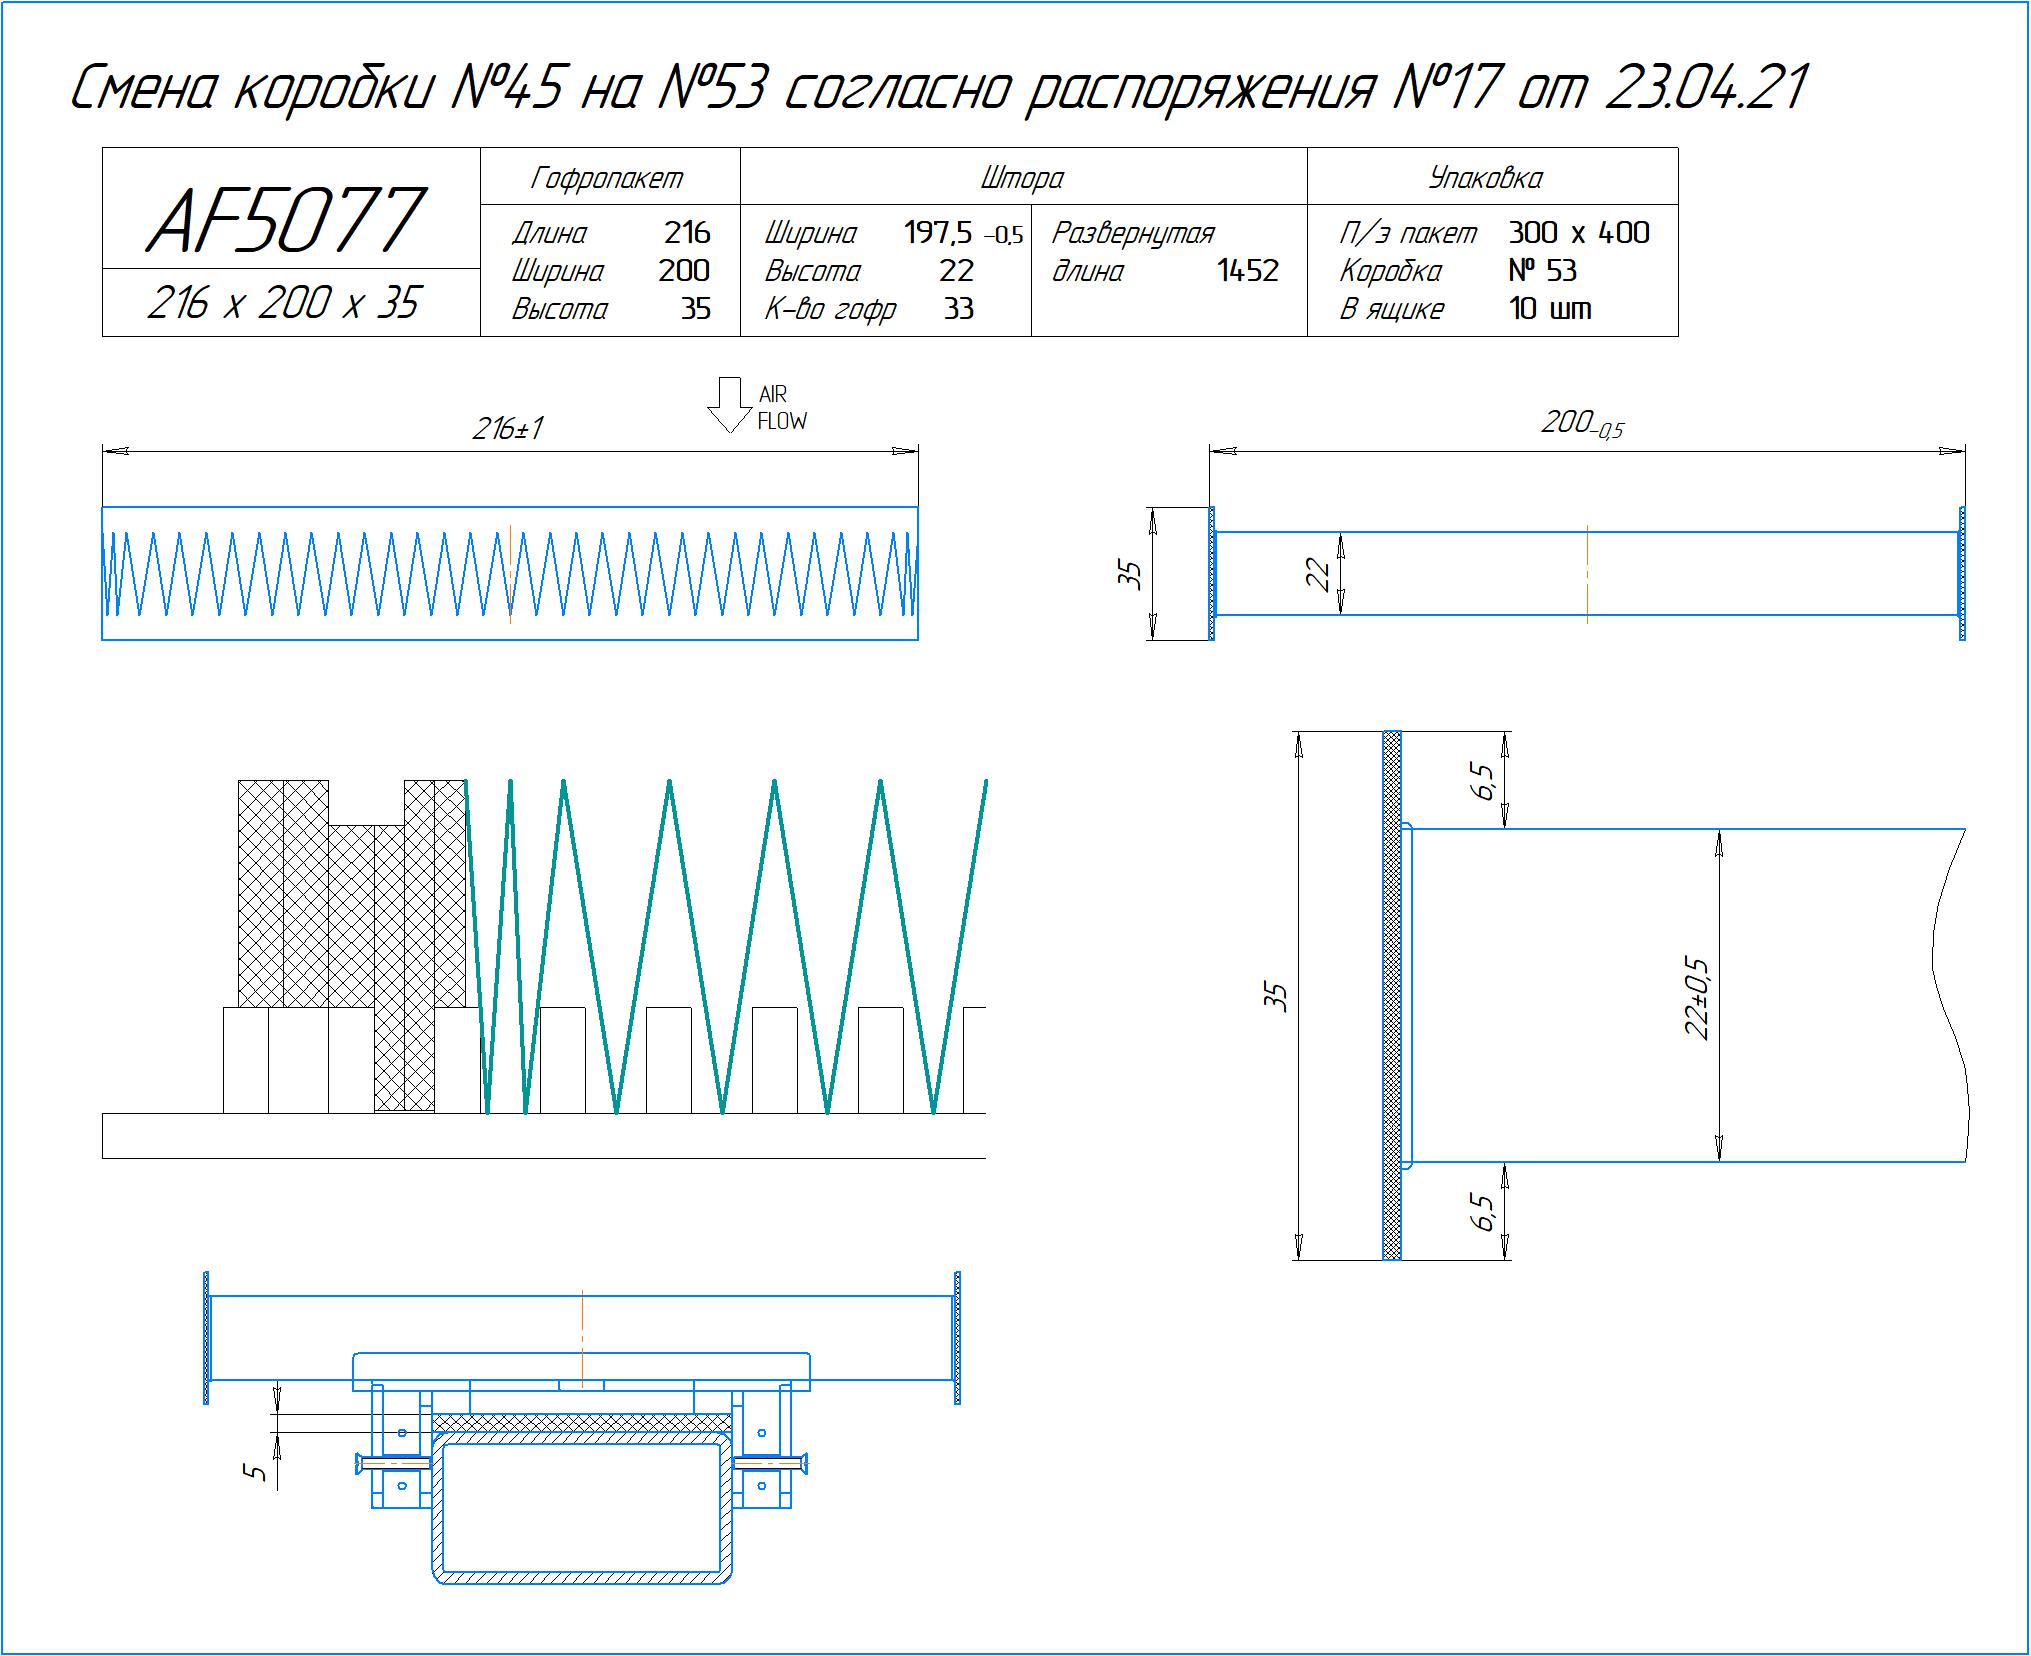 Смена коробки №45 на №53 согласно распоряжения №17 от 23.04.21
AF5077
216 х 200 х 35
Гофропакет
Длина 216
Ширина 200
Высота 35
Штора
Ширина 197,5 -0,5
Высота 22
К-во гофр 33
Развернутая
длина 1452
Упаковка
П/э пакет 300 х 400
Коробка № 53
В ящике 10 шт
AIR
FLOW
216±1
200-0,5
35
22
35
6,5
22±0,5
6,5
5